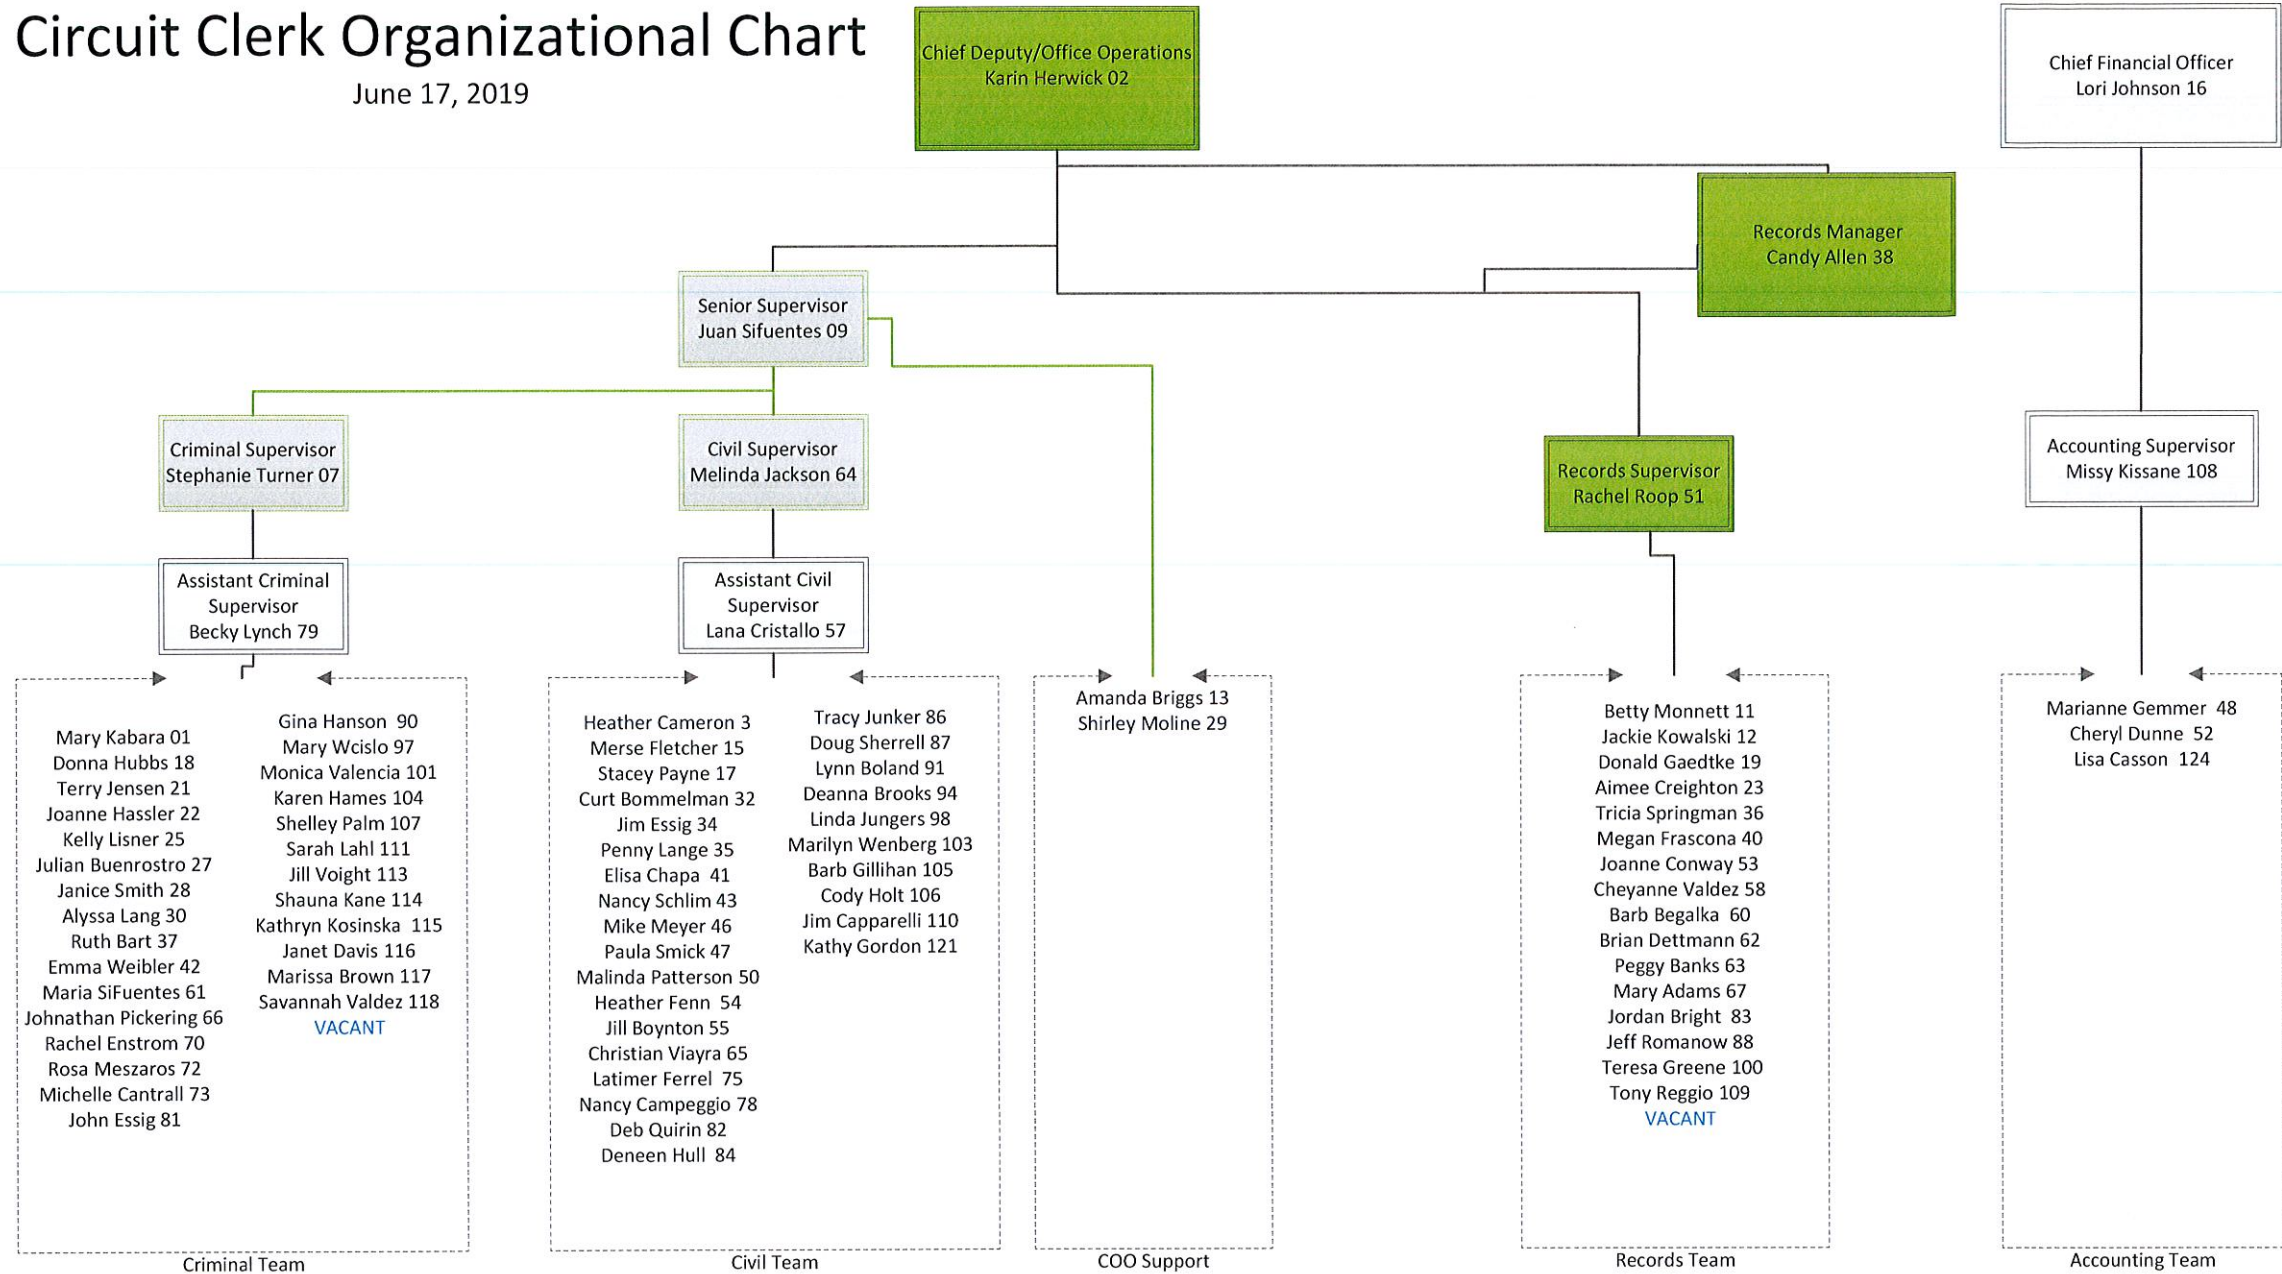 Circuit Clerk Organizational Chart
June 17, 2019
Chief Deputy/Office Operations
Karin Herwick 02
Chief Financial Officer
Lori Johnson 16
Records Manager
Candy Allen 38
Senior Supervisor
Juan Sifuentes 09
Criminal Supervisor
Stephanie Turner 07
Civil Supervisor
Melinda Jackson 64
Records Supervisor
Rachel Roop 51
Accounting Supervisor
Missy Kissane 108
Assistant Criminal
Supervisor
Becky Lynch 79
Assistant Civil
Supervisor
Lana Cristallo 57
Mary Kabara 01
Donna Hubbs 18
Terry Jensen 21
Joanne Hassler 22
Kelly Lisner 25
Julian Buenrostro 27
Janice Smith 28
Alyssa Lang 30
Ruth Bart 37
Emma Weibler 42
Maria SiFuentes 61
Johnathan Pickering 66
Rachel Enstrom 70
Rosa Meszaros 72
Michelle Cantrall 73
John Essig 81
Gina Hanson 90
Mary Wcislo 97
Monica Valencia 101
Karen Hames 104
Shelley Palm 107
Sarah Lahl 111
Jill Voight 113
Shauna Kane 114
Kathryn Kosinska 115
Janet Davis 116
Marissa Brown 117
Savannah Valdez 118
VACANT
Criminal Team
Heather Cameron 3
Merse Fletcher 15
Stacey Payne 17
Curt Bommelman 32
Jim Essig 34
Penny Lange 35
Elisa Chapa 41
Nancy Schlim 43
Mike Meyer 46
Paula Smick 47
Malinda Patterson 50
Heather Fenn 54
Jill Boynton 55
Christian Viayra 65
Latimer Ferrel 75
Nancy Campeggio 78
Deb Quirin 82
Deneen Hull 84
Tracy Junker 86
Doug Sherrell 87
Lynn Boland 91
Deanna Brooks 94
Linda Jungers 98
Marilyn Wenberg 103
Barb Gillihan 105
Cody Holt 106
Jim Capparelli 110
Kathy Gordon 121
Civil Team
Amanda Briggs 13
Shirley Moline 29
COO Support
Betty Monnett 11
Jackie Kowalski 12
Donald Gaedtke 19
Aimee Creighton 23
Tricia Springman 36
Megan Frascona 40
Joanne Conway 53
Cheyanne Valdez 58
Barb Begalka 60
Brian Dettmann 62
Peggy Banks 63
Mary Adams 67
Jordan Bright 83
Jeff Romanow 88
Teresa Greene 100
Tony Reggio 109
VACANT
Records Team
Marianne Gemmer 48
Cheryl Dunne 52
Lisa Casson 124
Accounting Team